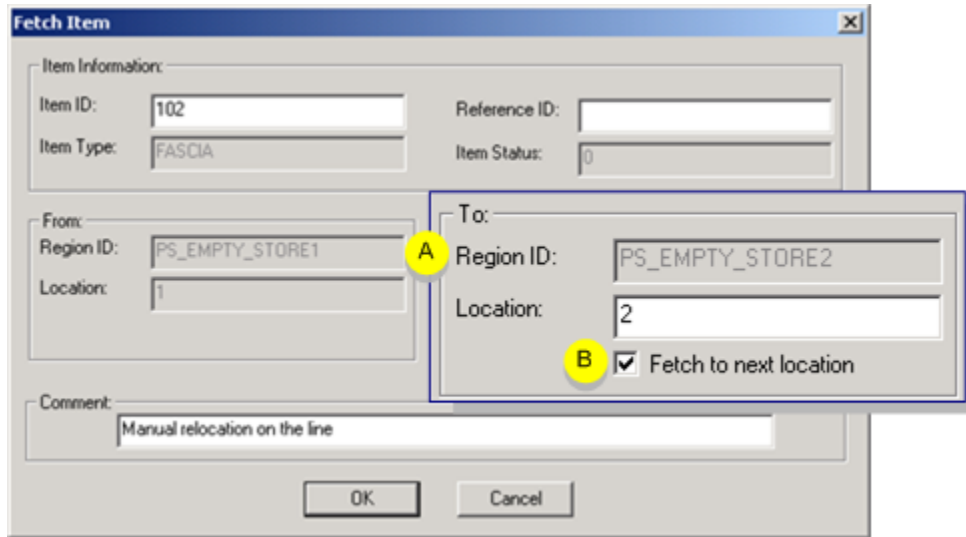 Fetch Item
Item Information:
Item ID: 102
Reference ID:
Item Type: FASCIA
Item Status: 0
From:
Region ID: PS_EMPTY_STORE1
Location: 1
To:
A Region ID: PS_EMPTY_STORE2
Location: 2
B Fetch to next location
Comment:
Manual relocation on the line
OK Cancel